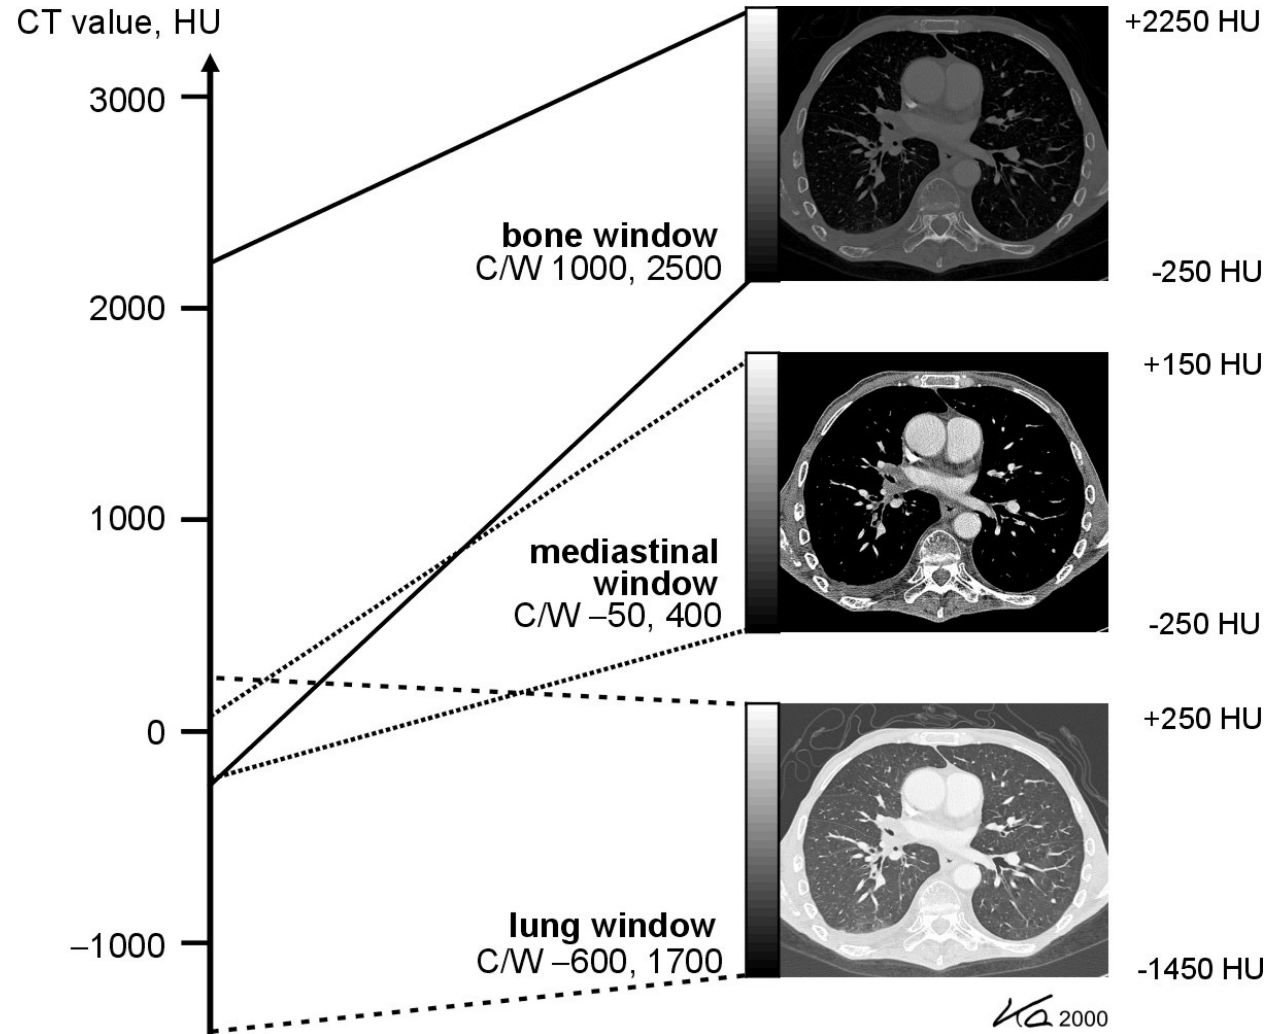 CT value, HU
3000
2000
1000
0
–1000
bone window
C/W 1000, 2500
mediastinal
window
C/W –50, 400
lung window
C/W –600, 1700
+2250 HU
-250 HU
+150 HU
-250 HU
+250 HU
-1450 HU
2000